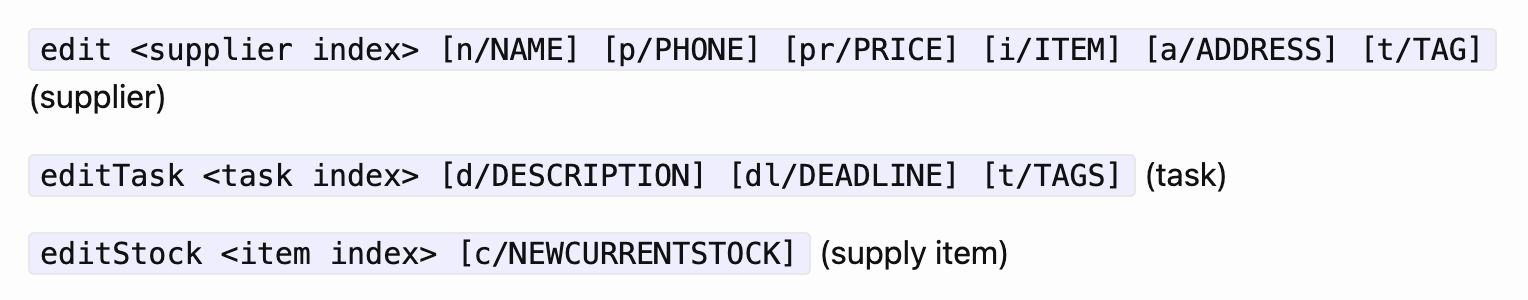 edit <supplier index> [n/NAME] [p/PHONE] [pr/PRICE] [i/ITEM] [a/ADDRESS] [t/TAG]
(supplier)
editTask <task index> [d/DESCRIPTION] [dl/DEADLINE] [t/TAGS] (task)
editStock <item index> [c/NEWCURRENTSTOCK] (supply item)